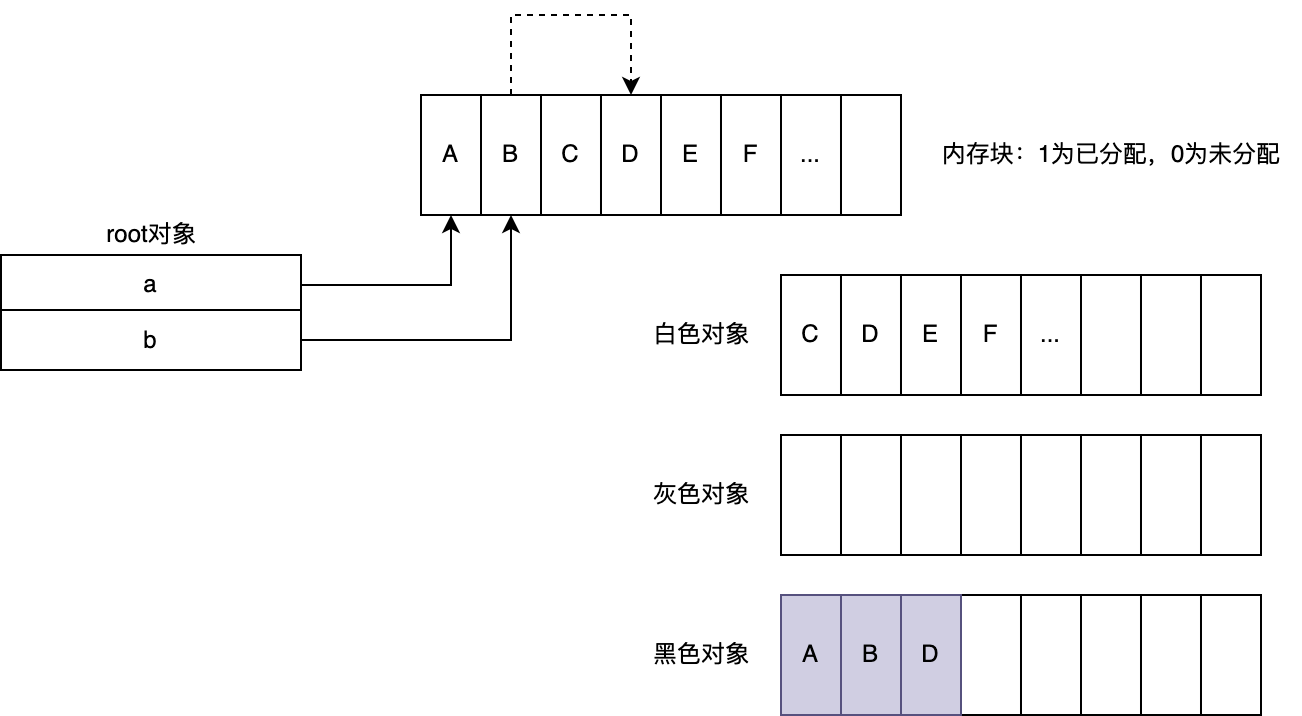 A B C D E F ...
内存块：1为已分配，0为未分配
root对象
a
b
白色对象
C D E F ...
灰色对象
黑色对象
A B D